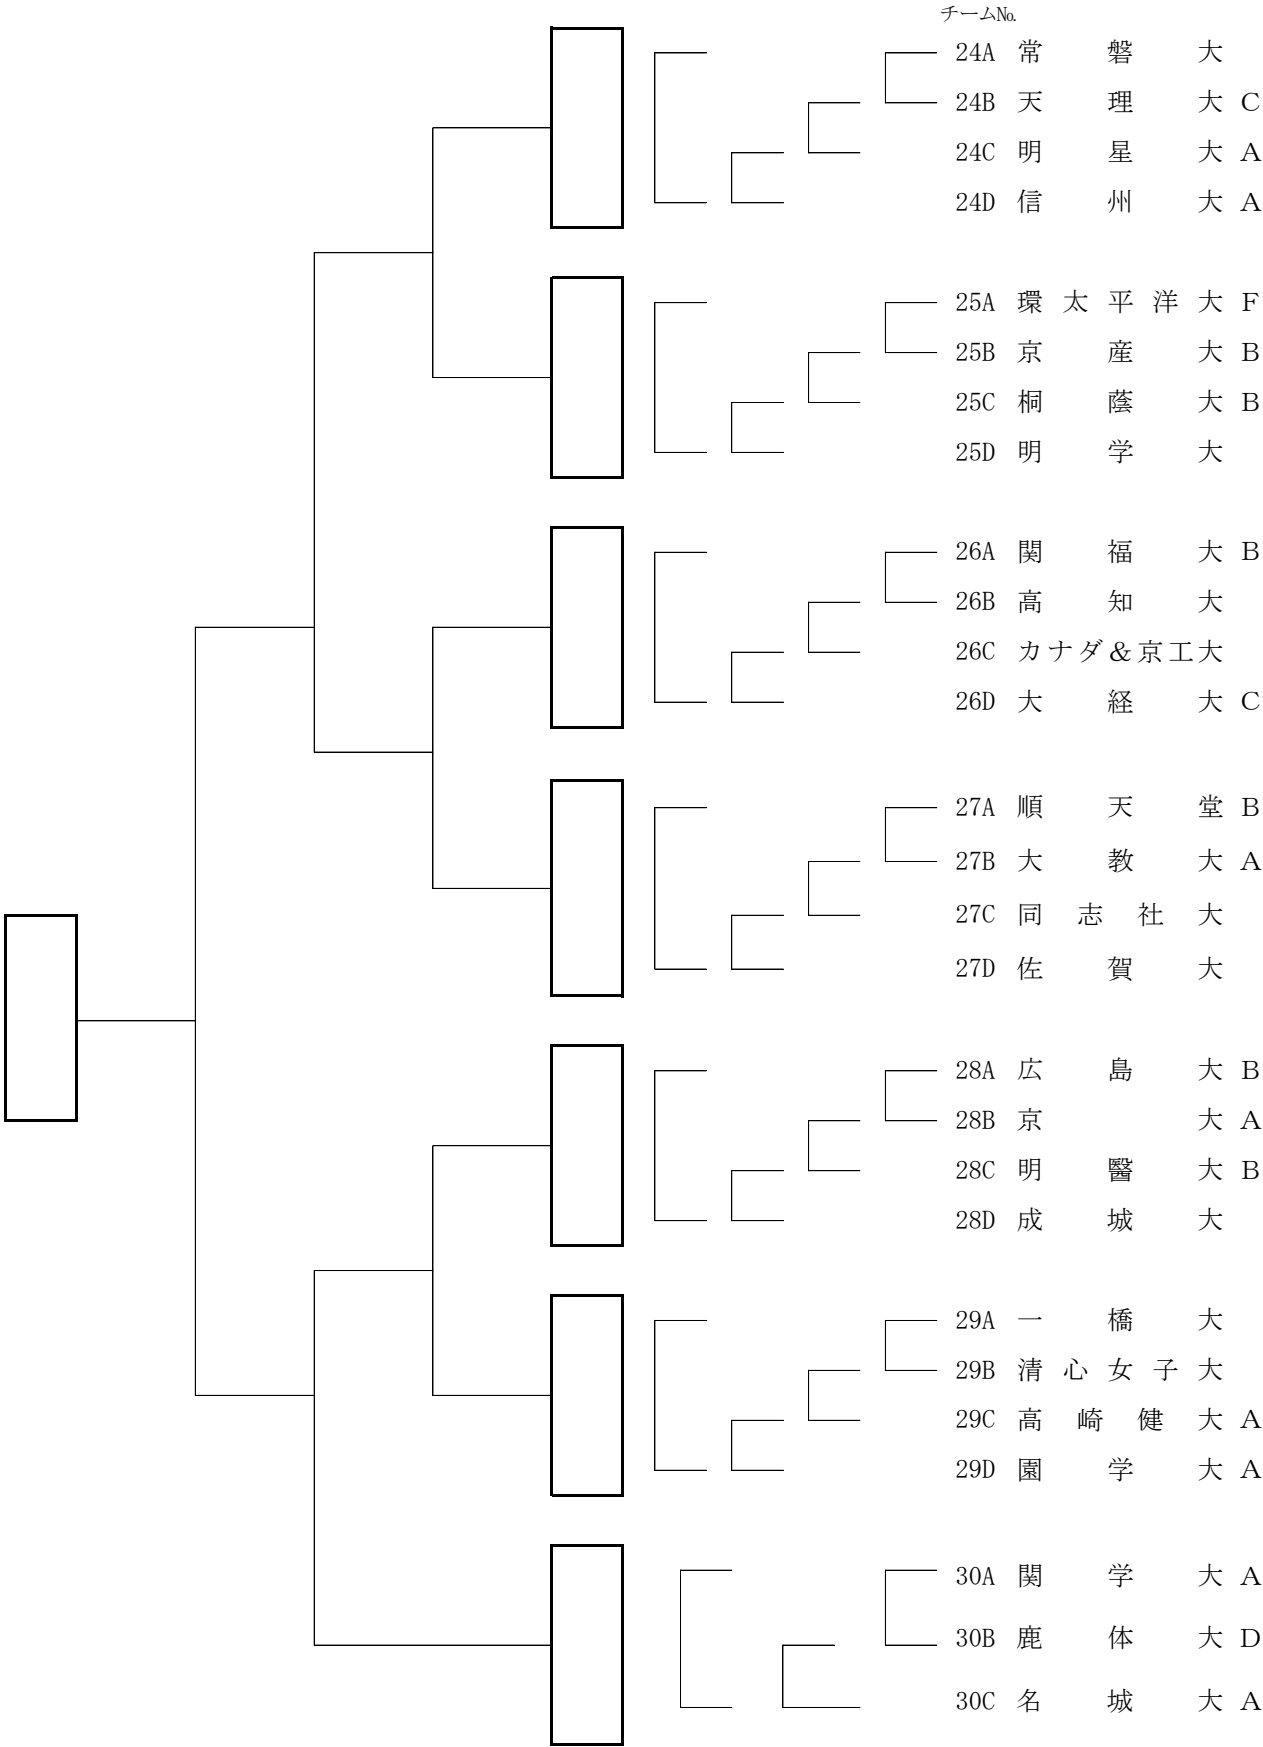 チーム№
24A 常磐大
24B 天理大 C
24C 明星大 A
24D 信州大 A
25A 環太平洋大 F
25B 京産大 B
25C 桐蔭大 B
25D 明学大
26A 関福大 B
26B 高知大
26C カナダ＆京工大
26D 大経大 C
27A 順天堂 B
27B 大教大 A
27C 同志社大
27D 佐賀大
28A 広島大 B
28B 京大 A
28C 明醫大 B
28D 成城大
29A 一橋大
29B 清心女子大
29C 高崎健大 A
29D 園学大 A
30A 関学大 A
30B 鹿体大 D
30C 名城大 A